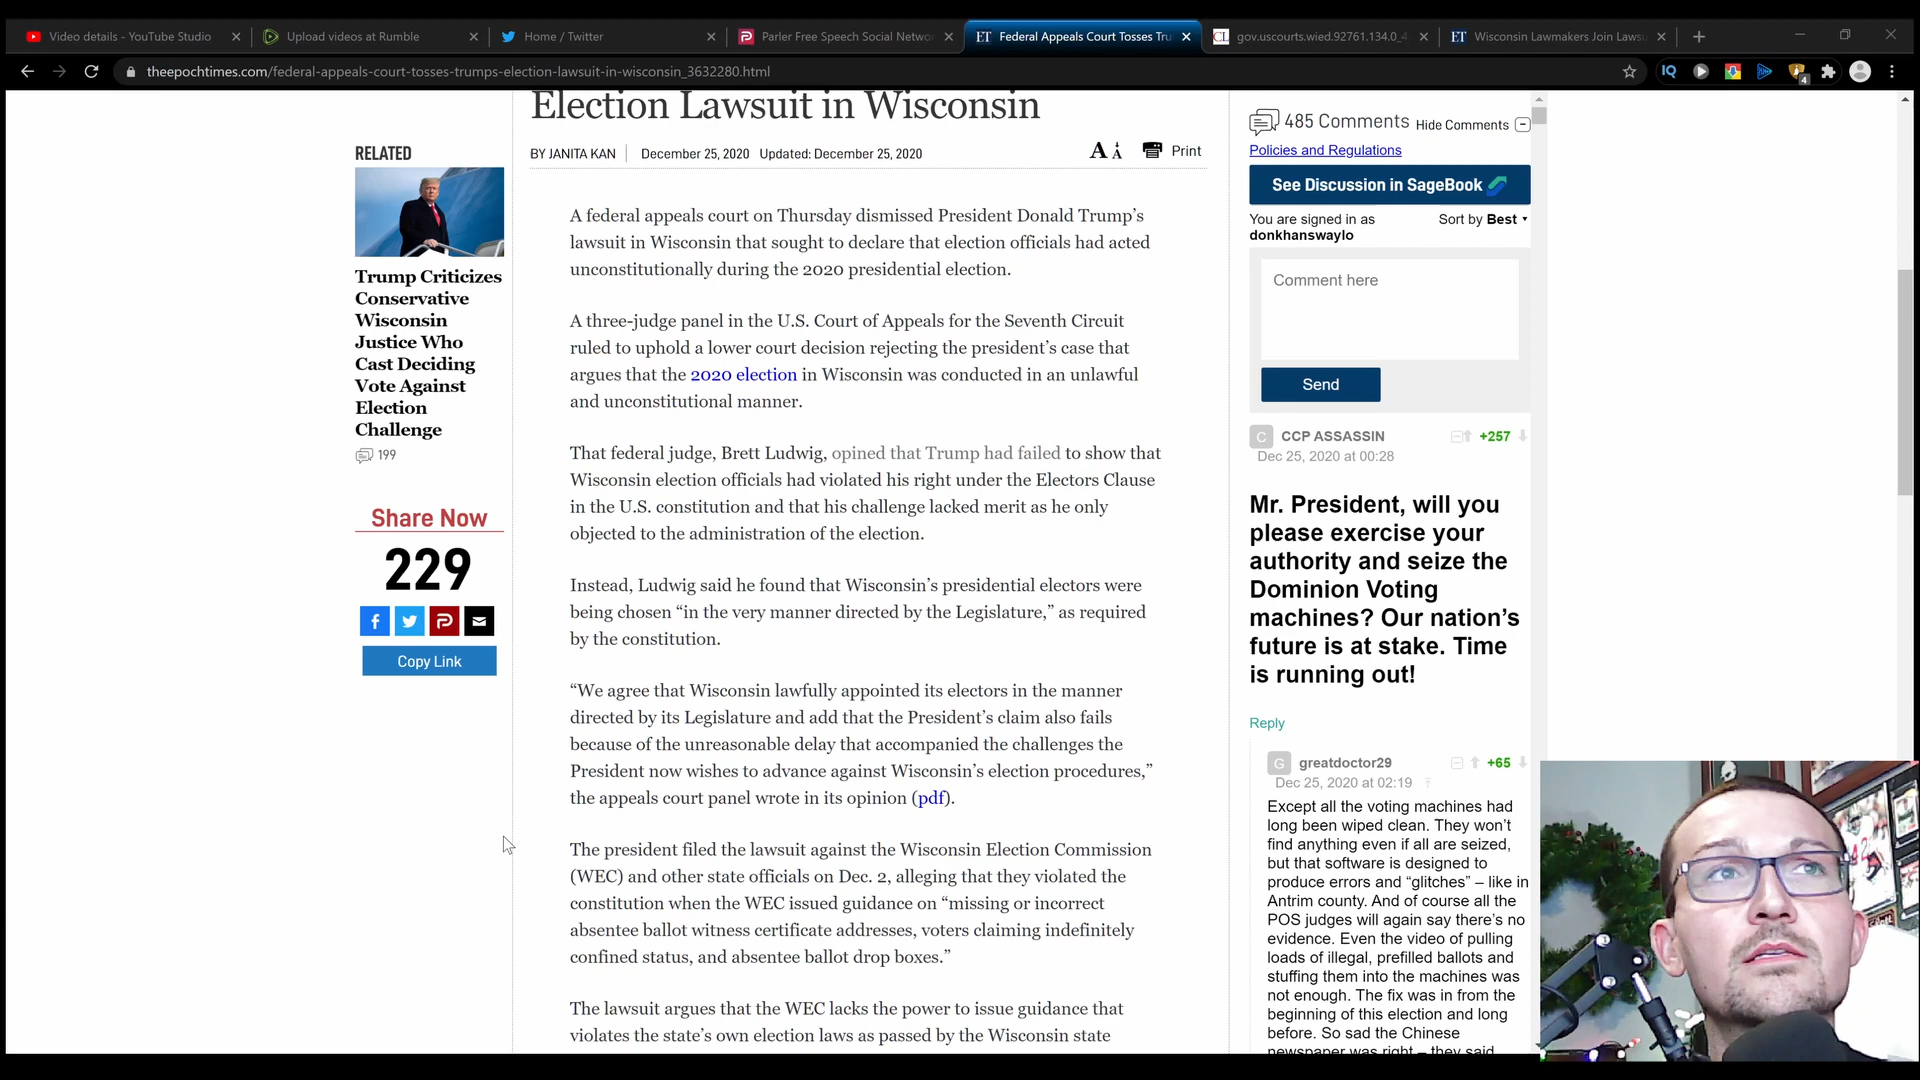 Video details - YouTube Studio
Upload videos at Rumble
Home / Twitter
Parler Free Speech Social Netwo
ET Federal Appeals Court Tosses Tru
CL gov.uscourts.wied.92761.134.0_4
ET Wisconsin Lawmakers Join Laws
theepochtimes.com/federal-appeals-court-tosses-trumps-election-lawsuit-in-wisconsin_3632280.html
IQ
4
Election Lawsuit in Wisconsin
BY JANITA KAN
December 25, 2020 Updated: December 25, 2020
A A
Print
RELATED
Trump Criticizes
Conservative
Wisconsin
Justice Who
Cast Deciding
Vote Against
Election
Challenge
199
Share Now
229
Copy Link
A federal appeals court on Thursday dismissed President Donald Trump’s
lawsuit in Wisconsin that sought to declare that election officials had acted
unconstitutionally during the 2020 presidential election.
A three-judge panel in the U.S. Court of Appeals for the Seventh Circuit
ruled to uphold a lower court decision rejecting the president’s case that
argues that the 2020 election in Wisconsin was conducted in an unlawful
and unconstitutional manner.
That federal judge, Brett Ludwig, opined that Trump had failed to show that
Wisconsin election officials had violated his right under the Electors Clause
in the U.S. constitution and that his challenge lacked merit as he only
objected to the administration of the election.
Instead, Ludwig said he found that Wisconsin’s presidential electors were
being chosen “in the very manner directed by the Legislature,” as required
by the constitution.
“We agree that Wisconsin lawfully appointed its electors in the manner
directed by its Legislature and add that the President’s claim also fails
because of the unreasonable delay that accompanied the challenges the
President now wishes to advance against Wisconsin’s election procedures,”
the appeals court panel wrote in its opinion (pdf).
The president filed the lawsuit against the Wisconsin Election Commission
(WEC) and other state officials on Dec. 2, alleging that they violated the
constitution when the WEC issued guidance on “missing or incorrect
absentee ballot witness certificate addresses, voters claiming indefinitely
confined status, and absentee ballot drop boxes.”
The lawsuit argues that the WEC lacks the power to issue guidance that
violates the state’s own election laws as passed by the Wisconsin state
485 Comments
Hide Comments
Policies and Regulations
See Discussion in SageBook
You are signed in as
donkhanswaylo
Sort by Best
Comment here
Send
C CCP ASSASSIN
+257
Dec 25, 2020 at 00:28
Mr. President, will you
please exercise your
authority and seize the
Dominion Voting
machines? Our nation’s
future is at stake. Time
is running out!
Reply
G greatdoctor29
+65
Dec 25, 2020 at 02:19
Except all the voting machines had
long been wiped clean. They won’t
find anything even if all are seized,
but that software is designed to
produce errors and “glitches” – like in
Antrim county. And of course all the
POS judges will again say there’s no
evidence. Even the video of pulling
loads of illegal, prefilled ballots and
stuffing them into the machines was
not enough. The fix was in from the
beginning of this election and long
before. So sad the Chinese
newspaper was right – they said